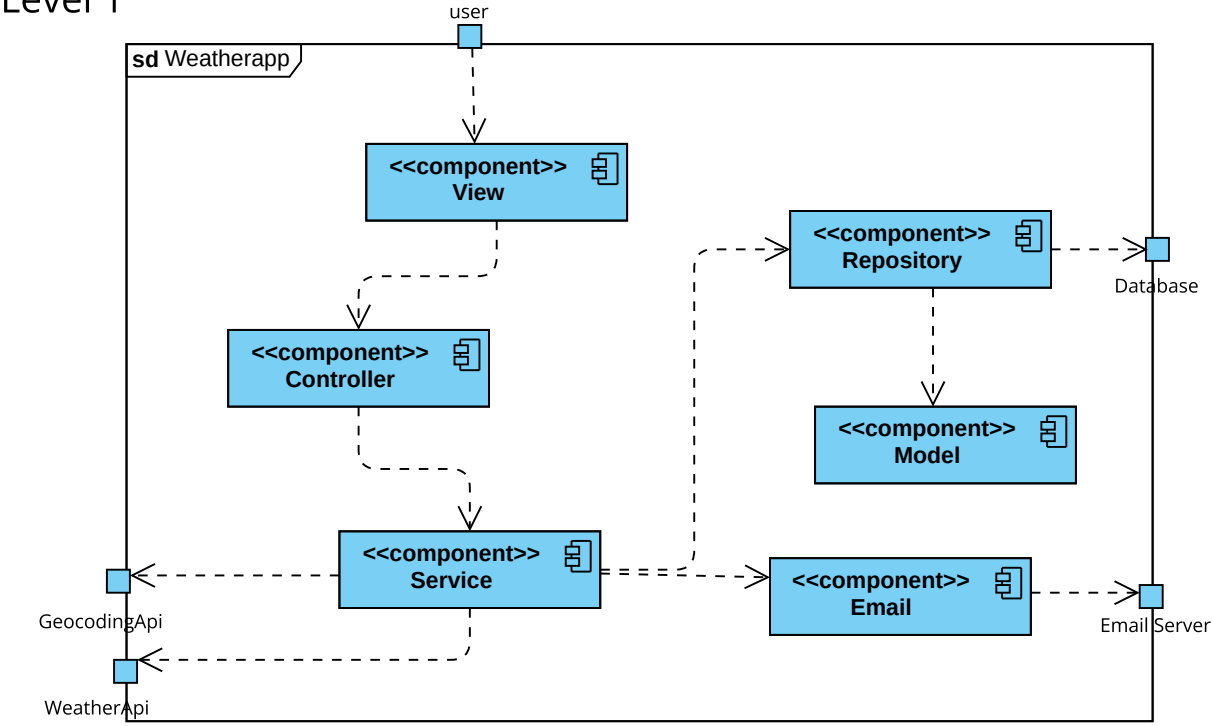 Level 1
user
sd Weatherapp
<<component>>
View
<<component>>
Repository
Database
<<component>>
Controller
<<component>>
Model
<<component>>
Service
<<component>>
Email
GeocodingApi
Email Server
WeatherApi